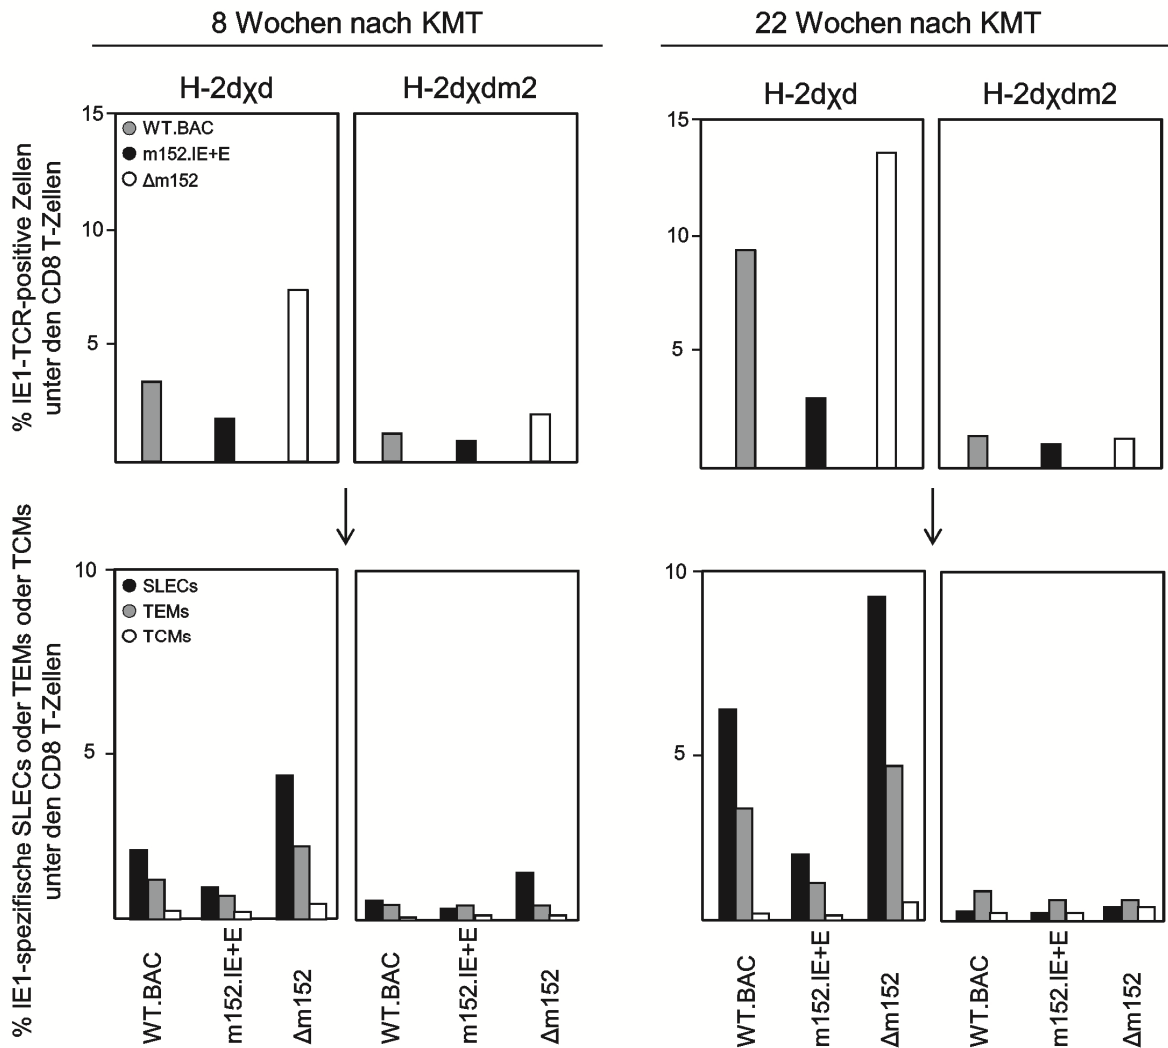 8 Wochen nach KMT
22 Wochen nach KMT
H-2dχd
H-2dχdm2
H-2dχd
H-2dχdm2
% IE1-TCR-positive Zellen
unter den CD8 T-Zellen
15
10
5
WT.BAC
m152.IE+E
Δm152
15
10
5
% IE1-spezifische SLECs oder TEMs oder TCMs
unter den CD8 T-Zellen
10
5
SLECs
TEMs
TCMs
10
5
WT.BAC
m152.IE+E
Δm152
WT.BAC
m152.IE+E
Δm152
WT.BAC
m152.IE+E
Δm152
WT.BAC
m152.IE+E
Δm152